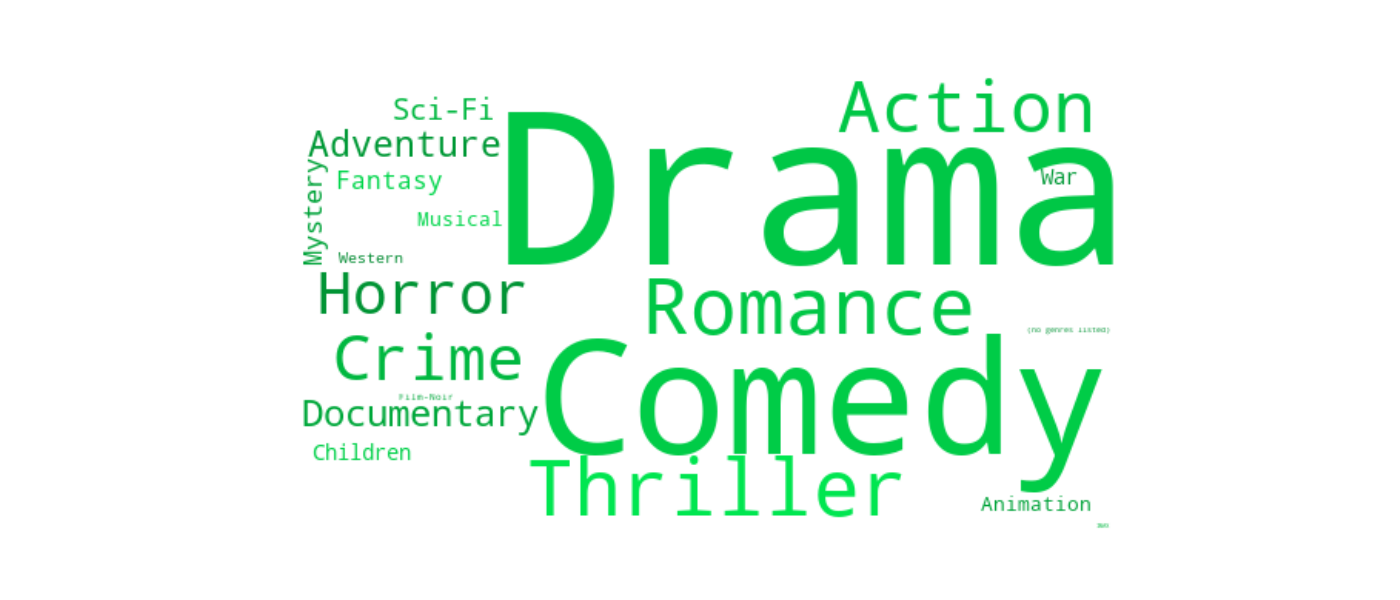 Action
Sci-Fi
Drama
Adventure
War
Fantasy
Mystery
Musical
Western
Horror
Romance
(no genres listed)
Crime
Comedy
Film-Noir
Documentary
Children
Thriller
Animation